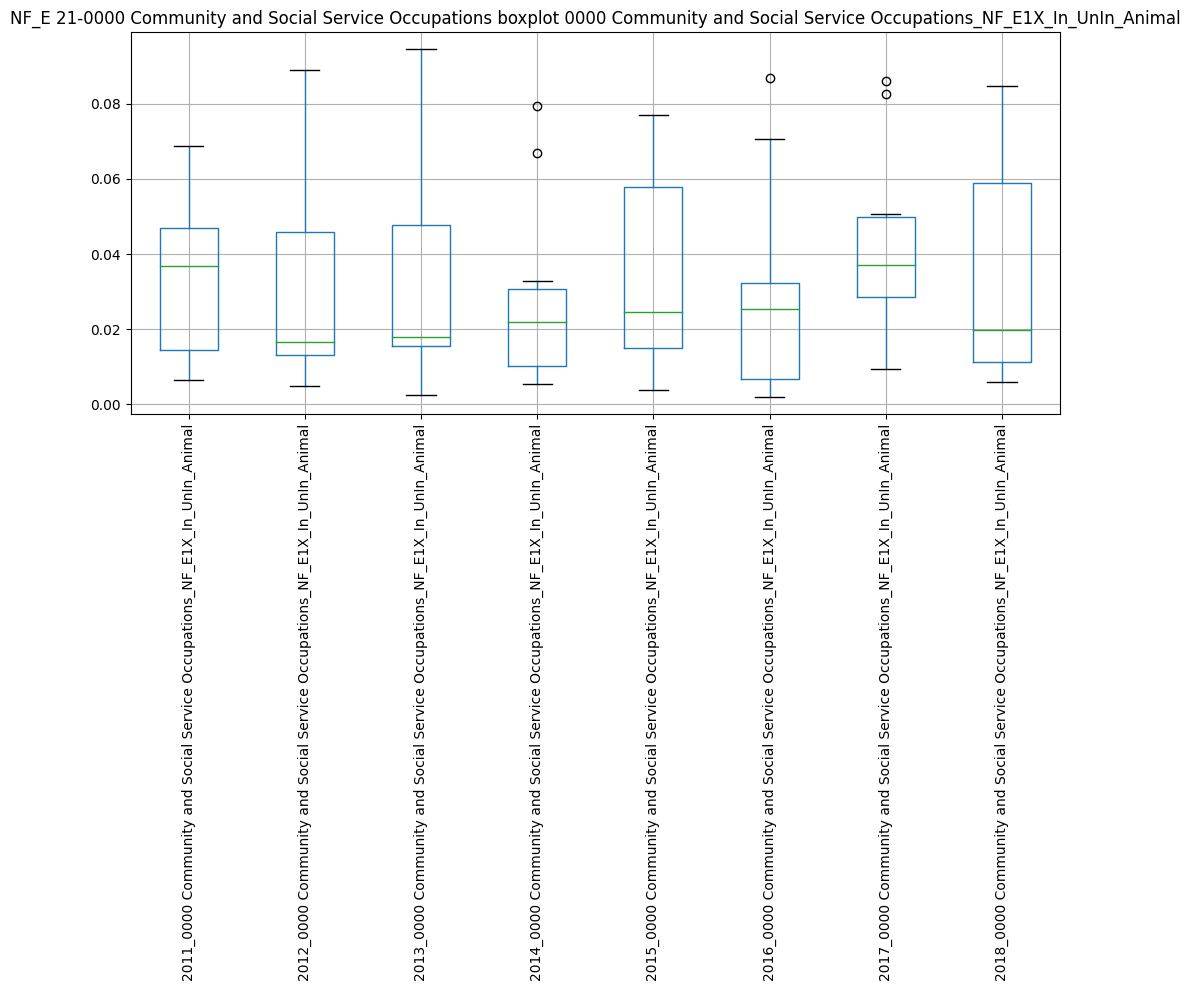 NF_E 21-0000 Community and Social Service Occupations boxplot 0000 Community and Social Service Occupations_NF_E1X_In_UnIn_Animal
0.08
0.06
0.04
0.02
0.00
2011_0000 Community and Social Service Occupations_NF_E1X_In_UnIn_Animal
2012_0000 Community and Social Service Occupations_NF_E1X_In_UnIn_Animal
2013_0000 Community and Social Service Occupations_NF_E1X_In_UnIn_Animal
2014_0000 Community and Social Service Occupations_NF_E1X_In_UnIn_Animal
2015_0000 Community and Social Service Occupations_NF_E1X_In_UnIn_Animal
2016_0000 Community and Social Service Occupations_NF_E1X_In_UnIn_Animal
2017_0000 Community and Social Service Occupations_NF_E1X_In_UnIn_Animal
2018_0000 Community and Social Service Occupations_NF_E1X_In_UnIn_Animal